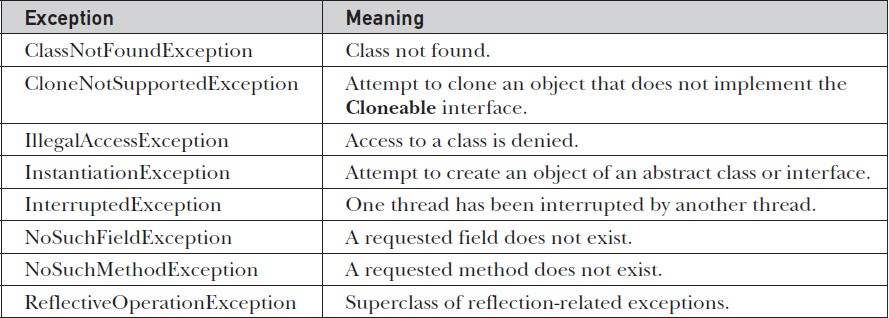 Exception Meaning
ClassNotFoundException Class not found.
CloneNotSupportedException Attempt to clone an object that does not implement the
Cloneable interface.
IllegalAccessException Access to a class is denied.
InstantiationException Attempt to create an object of an abstract class or interface.
InterruptedException One thread has been interrupted by another thread.
NoSuchFieldException A requested field does not exist.
NoSuchMethodException A requested method does not exist.
ReflectiveOperationException Superclass of reflection-related exceptions.